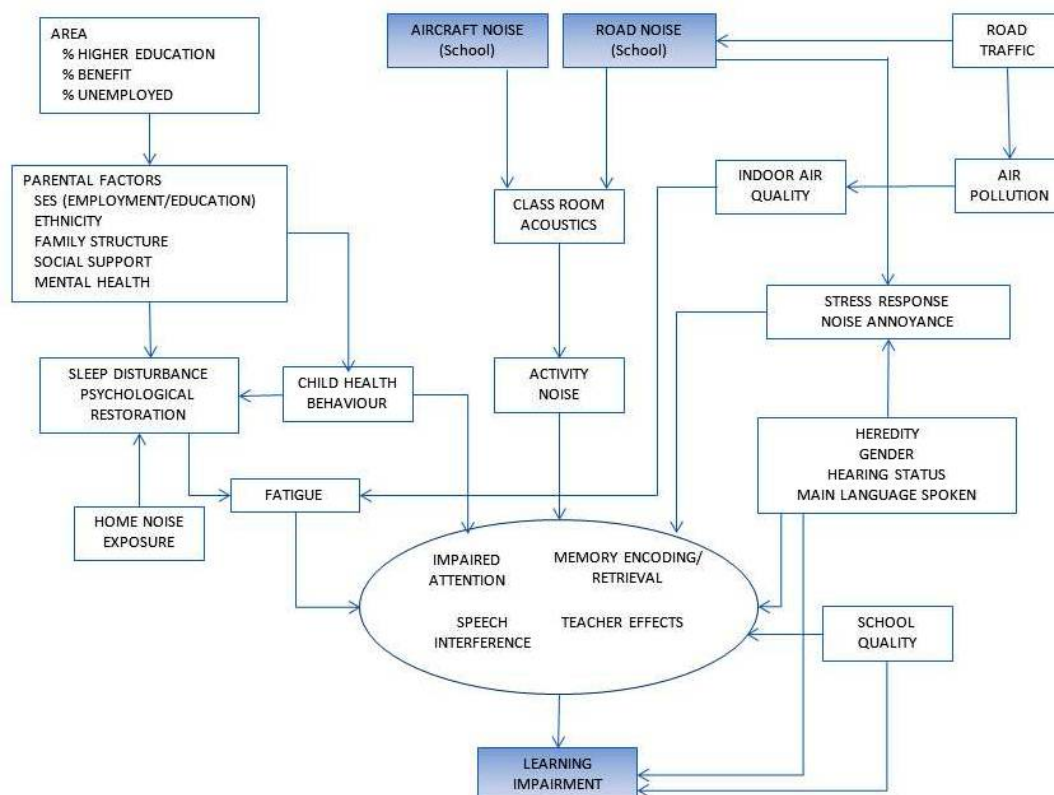 AREA
% HIGHER EDUCATION
% BENEFIT
% UNEMPLOYED
AIRCRAFT NOISE
(School)
ROAD NOISE
(School)
ROAD
TRAFFIC
PARENTAL FACTORS
SES (EMPLOYMENT/EDUCATION)
ETHNICITY
FAMILY STRUCTURE
SOCIAL SUPPORT
MENTAL HEALTH
CLASS ROOM
ACOUSTICS
INDOOR AIR
QUALITY
AIR
POLLUTION
STRESS RESPONSE
NOISE ANNOYANCE
SLEEP DISTURBANCE
PSYCHOLOGICAL
RESTORATION
CHILD HEALTH
BEHAVIOUR
ACTIVITY
NOISE
HEREDITY
GENDER
HEARING STATUS
MAIN LANGUAGE SPOKEN
FATIGUE
HOME NOISE
EXPOSURE
IMPAIRED
ATTENTION
MEMORY ENCODING/
RETRIEVAL
SPEECH
INTERFERENCE
TEACHER EFFECTS
SCHOOL
QUALITY
LEARNING
IMPAIRMENT